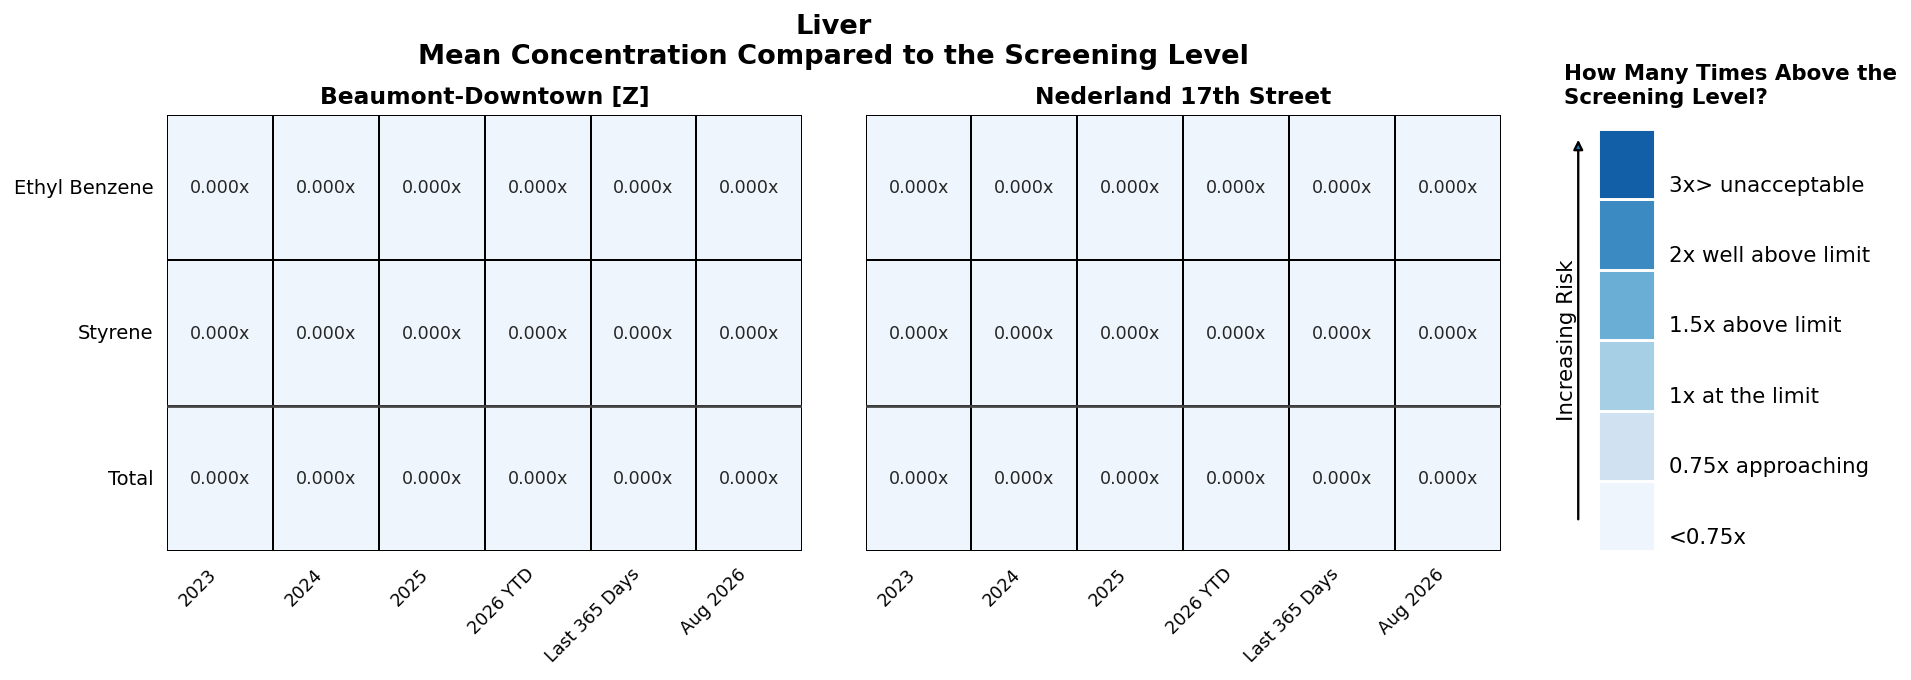 Liver
Mean Concentration Compared to the Screening Level
Beaumont-Downtown [Z]
Nederland 17th Street
How Many Times Above the
Screening Level?
Ethyl Benzene 0.000x 0.000x 0.000x 0.000x 0.000x 0.000x 0.000x 0.000x 0.000x 0.000x 0.000x 0.000x
Styrene 0.000x 0.000x 0.000x 0.000x 0.000x 0.000x 0.000x 0.000x 0.000x 0.000x 0.000x 0.000x
Total 0.000x 0.000x 0.000x 0.000x 0.000x 0.000x 0.000x 0.000x 0.000x 0.000x 0.000x 0.000x
2023 2024 2025 2026 YTD Last 365 Days Aug 2026 2023 2024 2025 2026 YTD Last 365 Days Aug 2026
Increasing Risk
3x> unacceptable
2x well above limit
1.5x above limit
1x at the limit
0.75x approaching
<0.75x